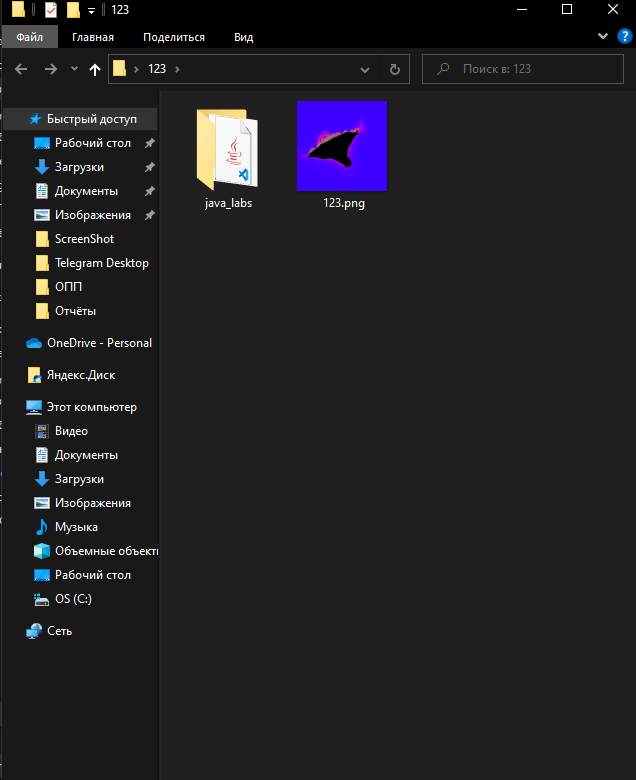 123
Файл Главная Поделиться Вид
123
Поиск в: 123
Быстрый доступ
Рабочий стол
Загрузки
Документы
Изображения
ScreenShot
Telegram Desktop
ОПП
Отчёты
OneDrive - Personal
Яндекс.Диск
Этот компьютер
Видео
Документы
Загрузки
Изображения
Музыка
Объемные объекты
Рабочий стол
OS (C:)
Сеть
java_labs
123.png